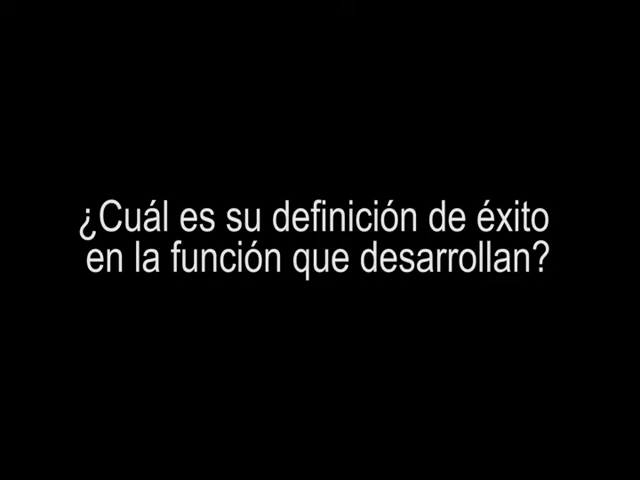 ¿Cuál es su definición de éxito
en la función que desarrollan?